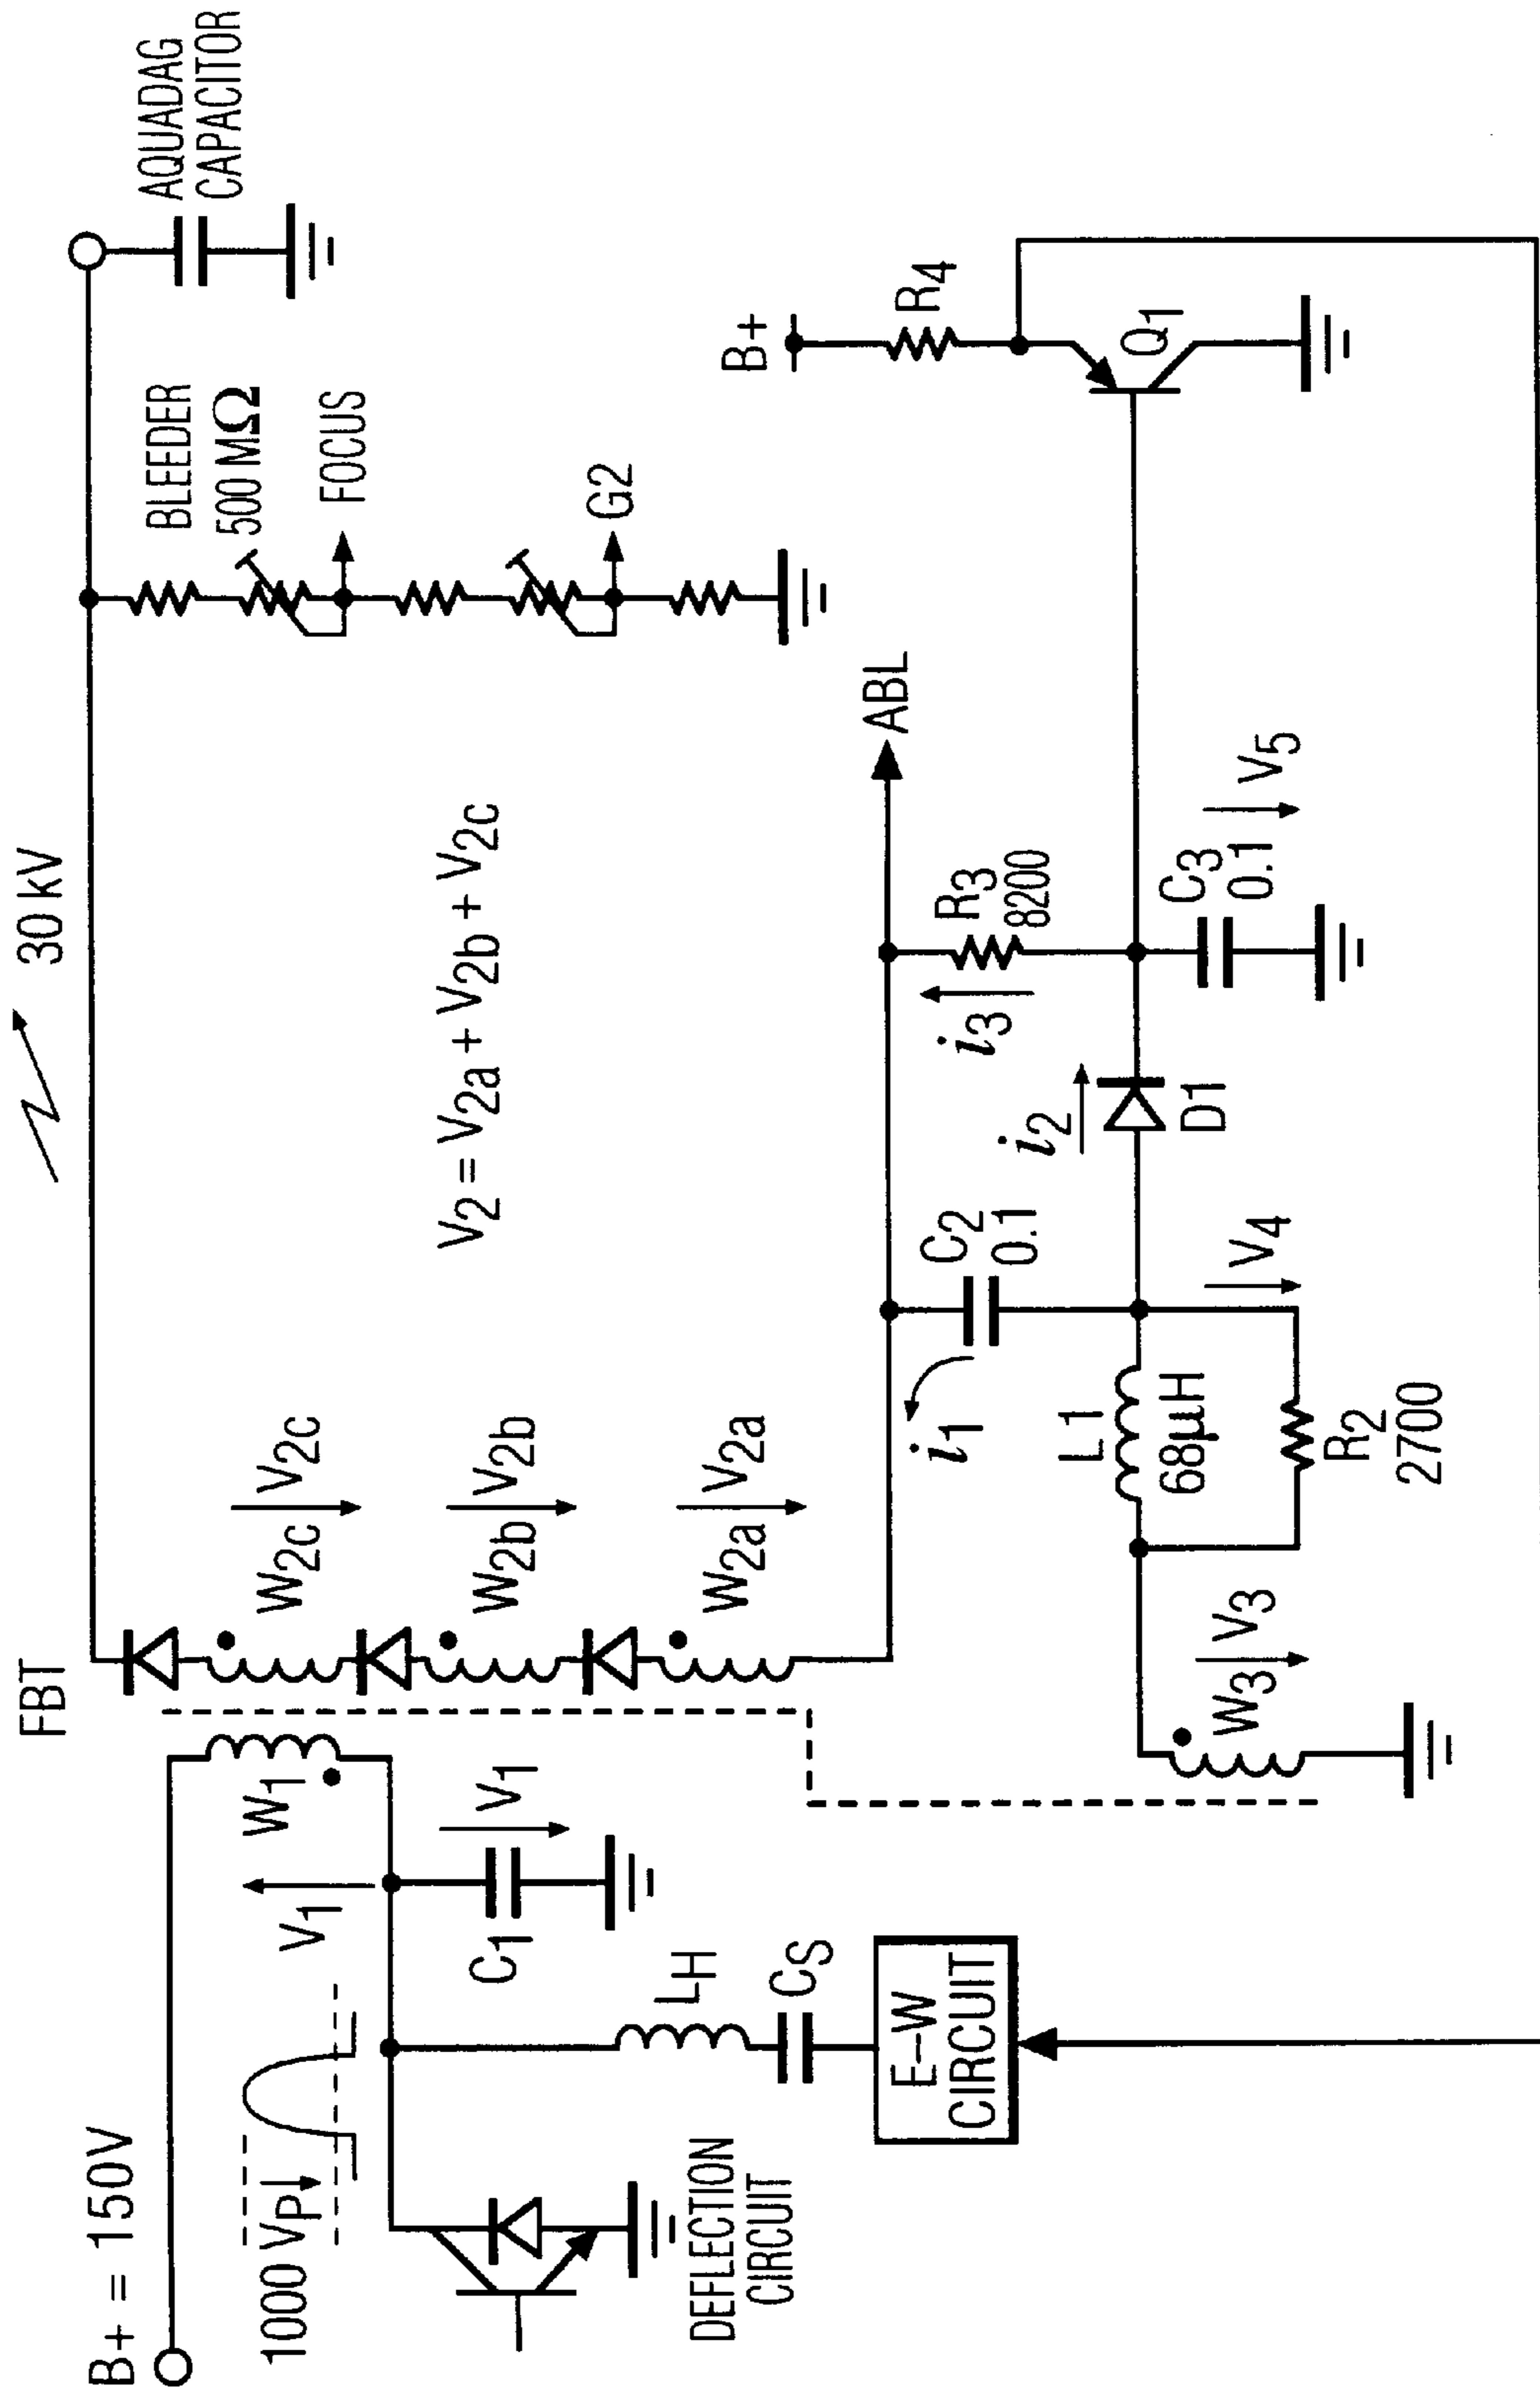 30 kV
FBT
B+ = 150V
1000 VP
V1
W1
V1
C1
LH
CS
E–W
CIRCUIT
DEFLECTION
CIRCUIT
W2c V2c
W2b V2b
W2a V2a
V2 = V2a + V2b + V2c
BLEEDER
500 MΩ
FOCUS
G2
AQUADAG
CAPACITOR
ABL
i1
C2
0.1
i2
D1
i3
R3
8200
C3
0.1
V5
V4
L1
68µH
R2
2700
W3 V3
B+
R4
Q1